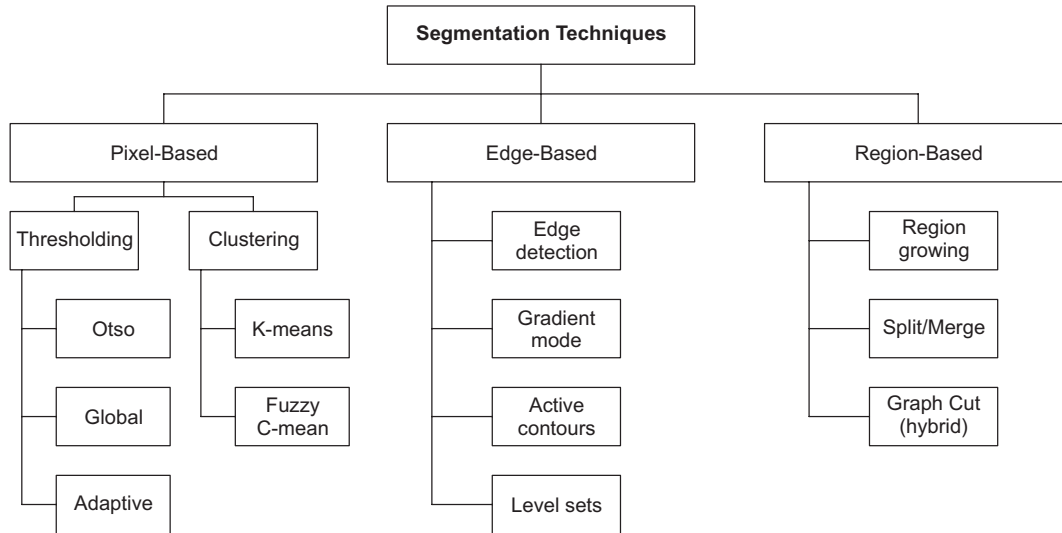 Segmentation Techniques
Pixel-Based
Edge-Based
Region-Based
Thresholding
Clustering
Otso
Global
Adaptive
K-means
Fuzzy
C-mean
Edge
detection
Gradient
mode
Active
contours
Level sets
Region
growing
Split/Merge
Graph Cut
(hybrid)